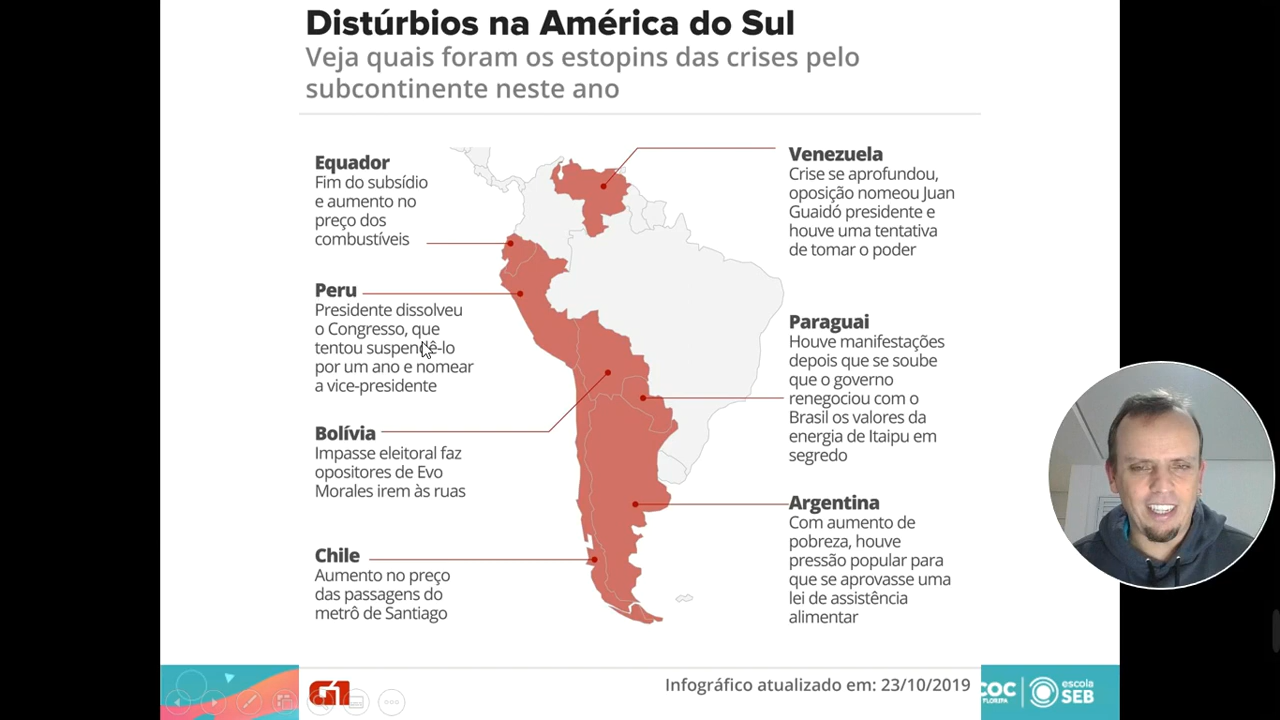 Distúrbios na América do Sul
Veja quais foram os estopins das crises pelo
subcontinente neste ano
Equador
Fim do subsídio
e aumento no
preço dos
combustíveis
Peru
Presidente dissolveu
o Congresso, que
tentou suspendê-lo
por um ano e nomear
a vice-presidente
Bolívia
Impasse eleitoral faz
opositores de Evo
Morales irem às ruas
Chile
Aumento no preço
das passagens do
metrô de Santiago
Venezuela
Crise se aprofundou,
oposição nomeou Juan
Guaidó presidente e
houve uma tentativa
de tomar o poder
Paraguai
Houve manifestações
depois que se soube
que o governo
renegociou com o
Brasil os valores da
energia de Itaipu em
segredo
Argentina
Com aumento de
pobreza, houve
pressão popular para
que se aprovasse uma
lei de assistência
alimentar
G1
Infográfico atualizado em: 23/10/2019
COC
FLORIPA
escola
SEB